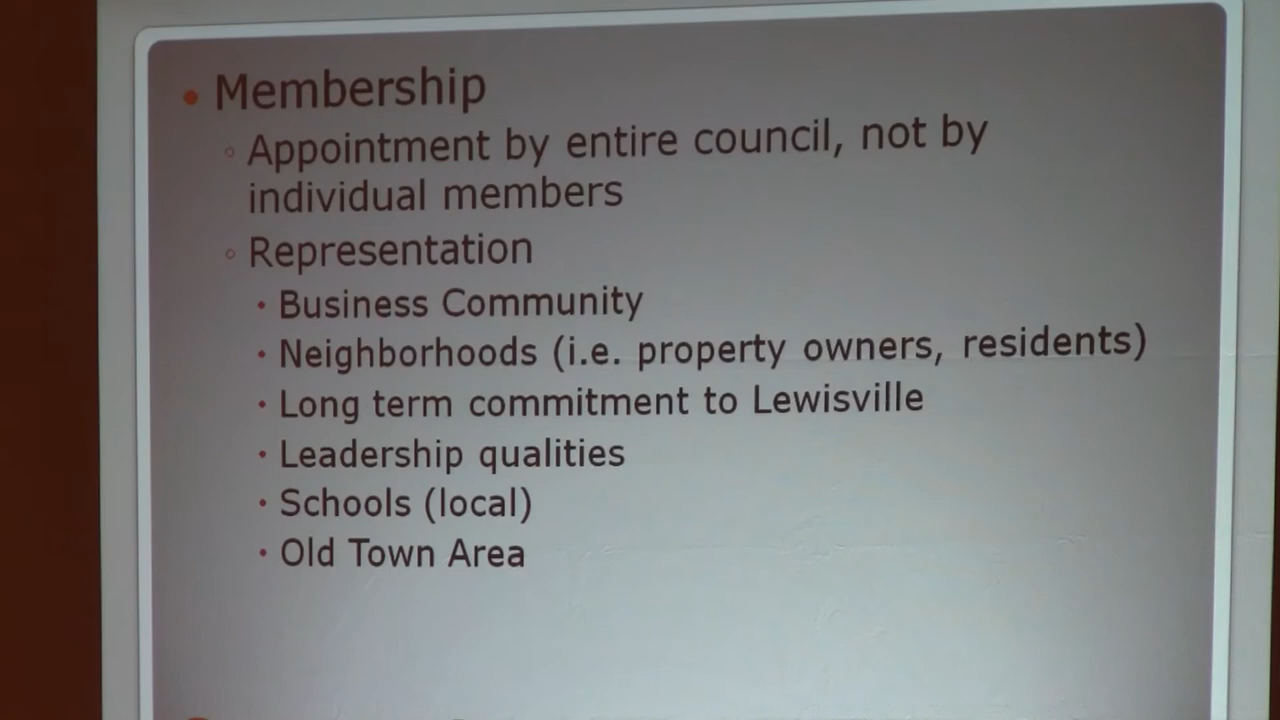 • Membership
◦ Appointment by entire council, not by
individual members
◦ Representation
• Business Community
• Neighborhoods (i.e. property owners, residents)
• Long term commitment to Lewisville
• Leadership qualities
• Schools (local)
• Old Town Area